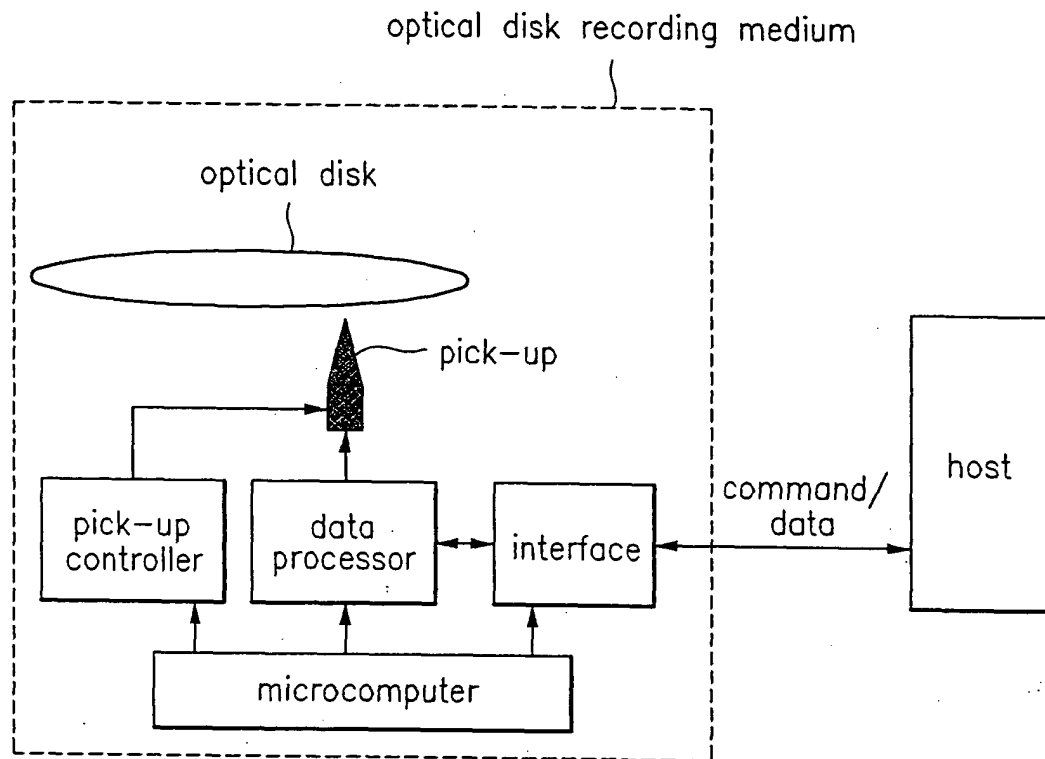 optical disk recording medium
optical disk
pick-up
pick-up
controller
data
processor
interface
command/
data
host
microcomputer